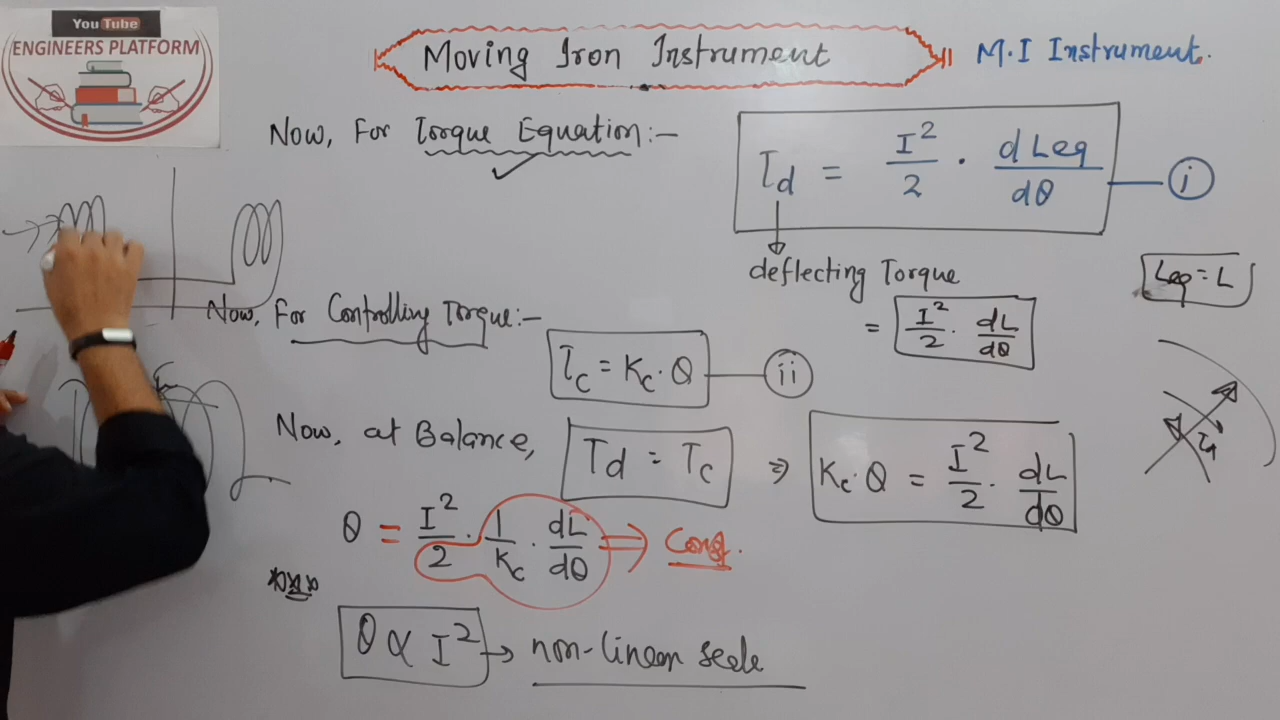 YouTube
ENGINEERS PLATFORM
Moving Iron Instrument
M.I Instrument.
Now, For Torque Equation:-
Td = I²/2 · dLeq/dθ — i
deflecting Torque
= I²/2 · dL/dθ
Leq = L
Now, For Controlling Torque:-
Tc = Kc · θ — ii
Now, at Balance,
Td = Tc ⇒ Kc · θ = I²/2 · dL/dθ
θ = I²/2 · 1/Kc · dL/dθ ⇒ Const.
θ ∝ I² → non-linear scale